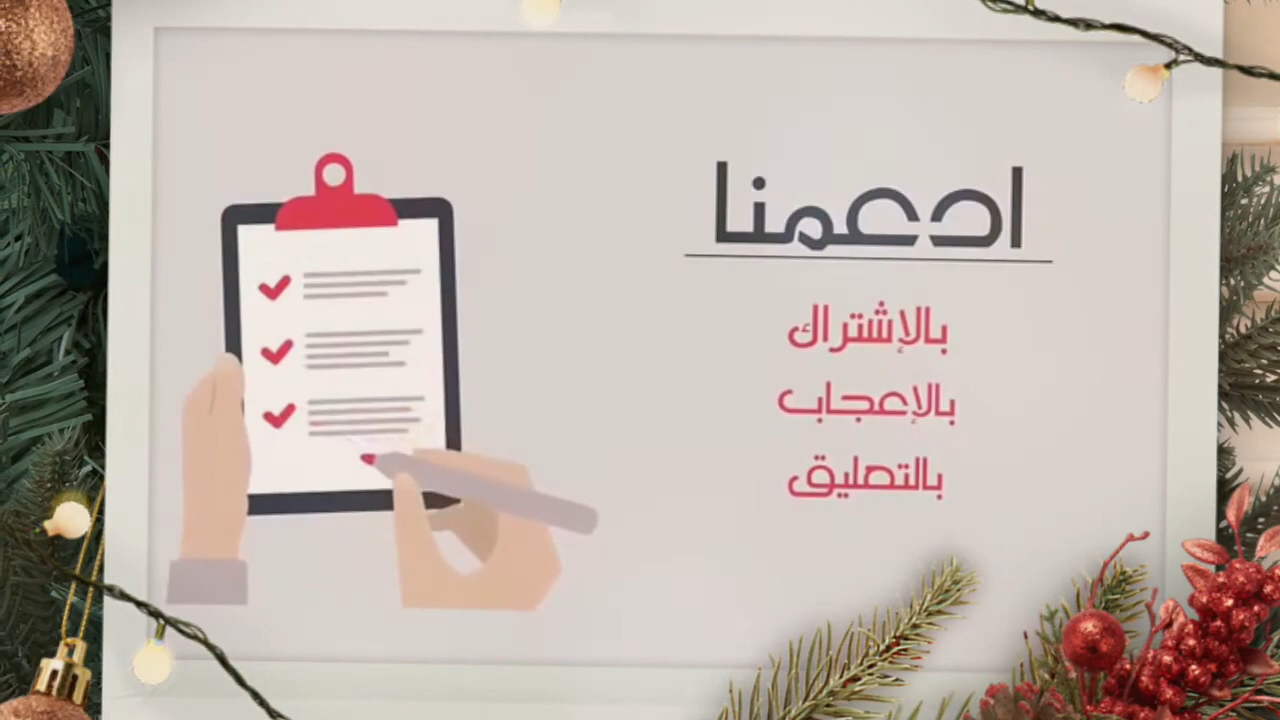 ادعمنا
بالإشتراك
بالإعجاب
بالتعليق